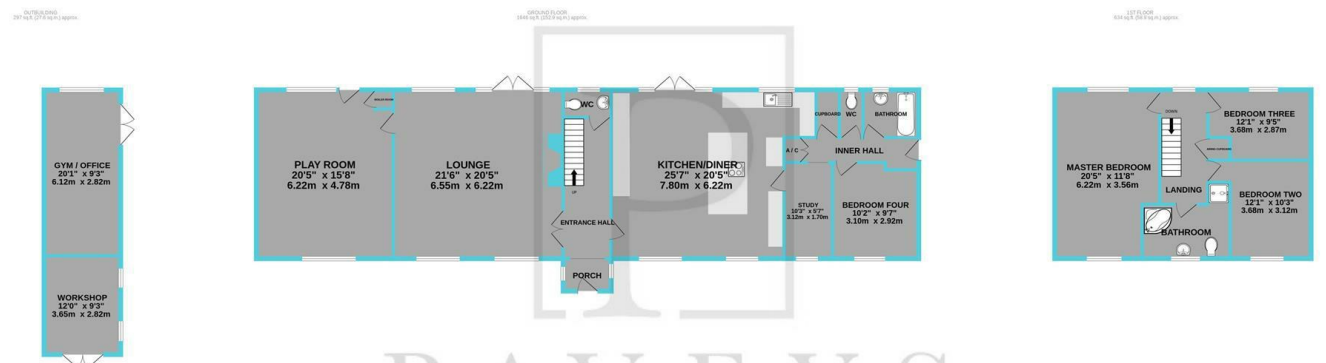 OUTBUILDING
GYM / OFFICE
20'1" x 9'3"
6.12m x 2.82m
WORKSHOP
12'0" x 9'3"
3.65m x 2.82m
GROUND FLOOR
PLAY ROOM
20'5" x 15'8"
6.22m x 4.78m
LOUNGE
21'6" x 20'5"
6.55m x 6.22m
WC
UP
ENTRANCE HALL
PORCH
KITCHEN/DINER
25'7" x 20'5"
7.80m x 6.22m
CUPBOARD
WC
BATHROOM
A / C
INNER HALL
STUDY
10'3" x 5'7"
3.12m x 1.70m
BEDROOM FOUR
10'2" x 9'7"
3.10m x 2.92m
1ST FLOOR
MASTER BEDROOM
20'5" x 11'8"
6.22m x 3.56m
DOWN
LANDING
BEDROOM THREE
12'1" x 9'5"
3.68m x 2.87m
BEDROOM TWO
12'1" x 10'3"
3.68m x 3.12m
BATHROOM
P